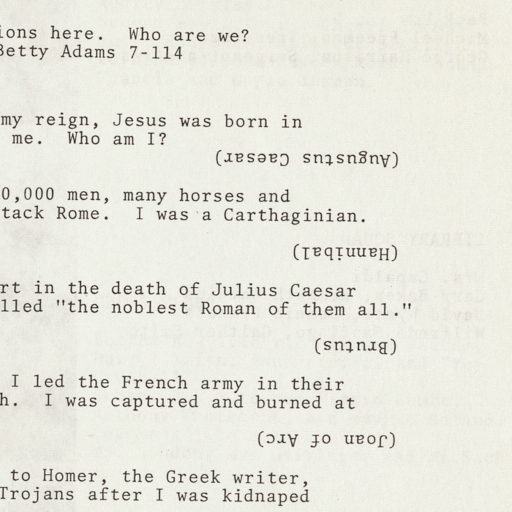 ions here.  Who are we?
Betty Adams 7-114
my reign, Jesus was born in
me.  Who am I?
(Augustus Caesar)
0,000 men, many horses and
tack Rome.  I was a Carthaginian.
(Hannibal)
rt in the death of Julius Caesar
lled "the noblest Roman of them all."
(Brutus)
I led the French army in their
h.  I was captured and burned at
(Joan of Arc)
to Homer, the Greek writer,
Trojans after I was kidnaped